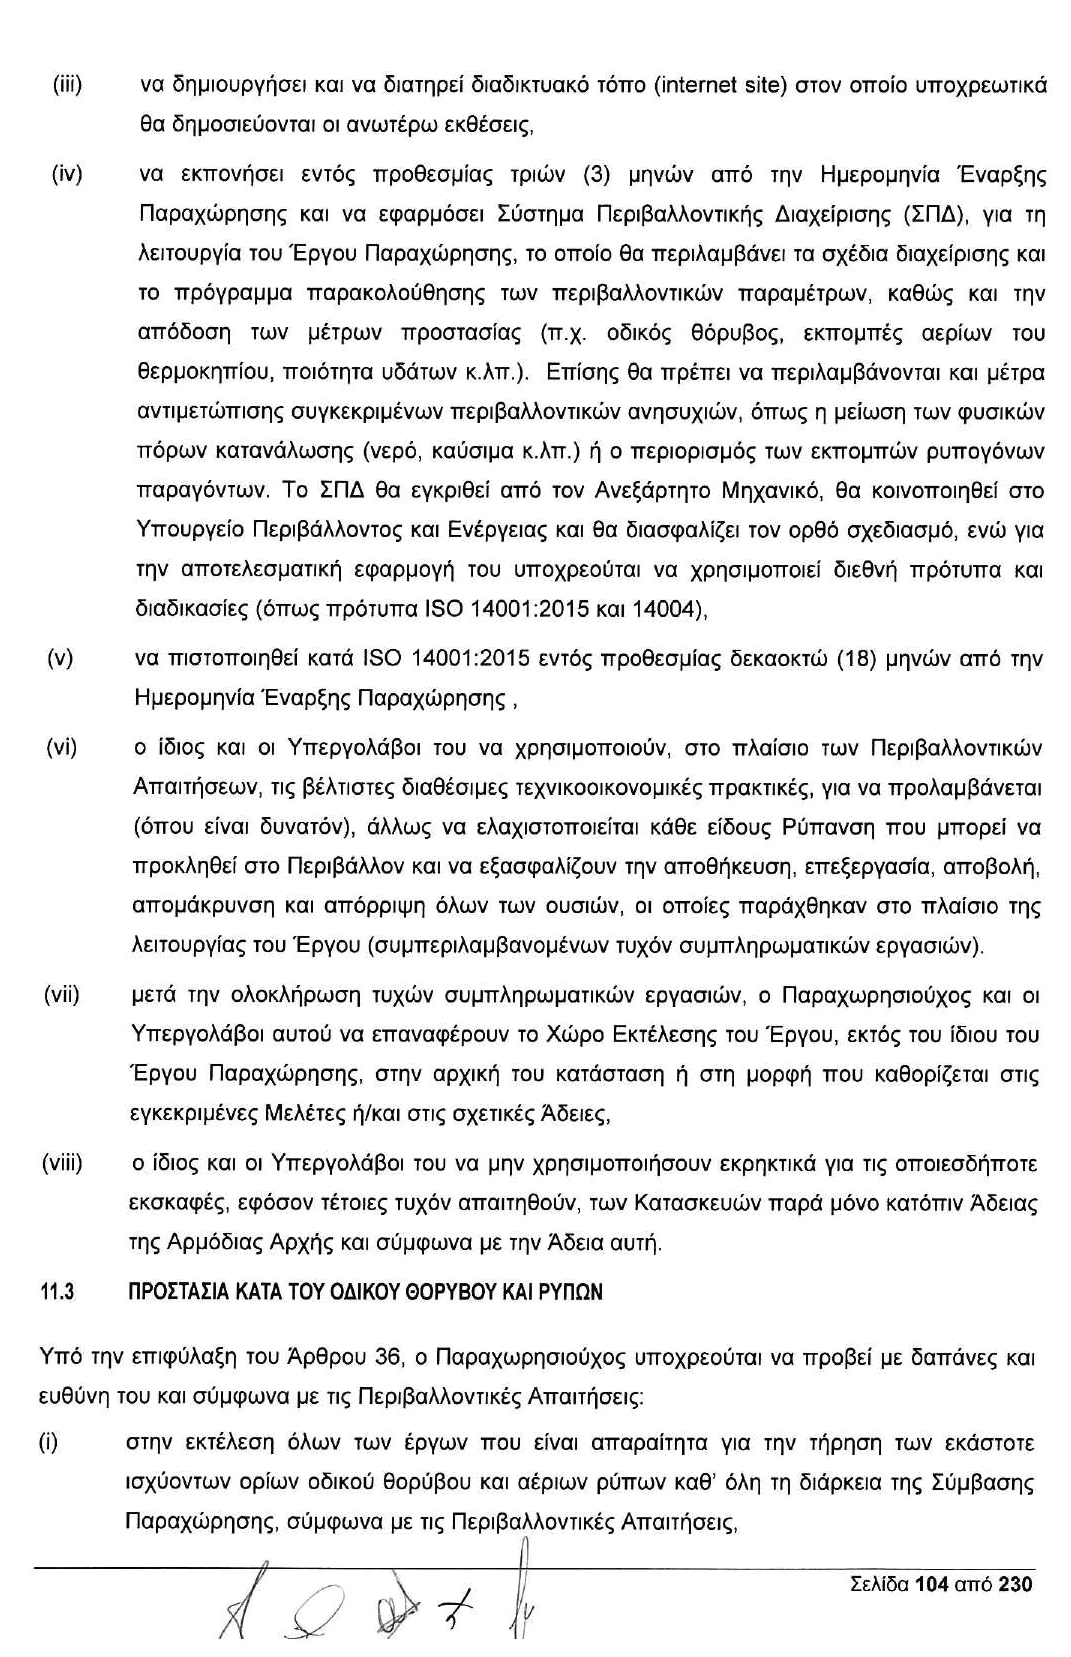 (iii) να δημιουργήσει και να διατηρεί διαδικτυακό τόπο (internet site) στον οποίο υποχρεωτικά
θα δημοσιεύονται οι ανωτέρω εκθέσεις,
(iv) να εκπονήσει εντός προθεσμίας τριών (3) μηνών από την Ημερομηνία Έναρξης
Παραχώρησης και να εφαρμόσει Σύστημα Περιβαλλοντικής Διαχείρισης (ΣΠΔ), για τη
λειτουργία του Έργου Παραχώρησης, το οποίο θα περιλαμβάνει τα σχέδια διαχείρισης και
το πρόγραμμα παρακολούθησης των περιβαλλοντικών παραμέτρων, καθώς και την
απόδοση των μέτρων προστασίας (π.χ. οδικός θόρυβος, εκπομπές αερίων του
θερμοκηπίου, ποιότητα υδάτων κ.λπ.). Επίσης θα πρέπει να περιλαμβάνονται και μέτρα
αντιμετώπισης συγκεκριμένων περιβαλλοντικών ανησυχιών, όπως η μείωση των φυσικών
πόρων κατανάλωσης (νερό, καύσιμα κ.λπ.) ή ο περιορισμός των εκπομπών ρυπογόνων
παραγόντων. Το ΣΠΔ θα εγκριθεί από τον Ανεξάρτητο Μηχανικό, θα κοινοποιηθεί στο
Υπουργείο Περιβάλλοντος και Ενέργειας και θα διασφαλίζει τον ορθό σχεδιασμό, ενώ για
την αποτελεσματική εφαρμογή του υποχρεούται να χρησιμοποιεί διεθνή πρότυπα και
διαδικασίες (όπως πρότυπα ISO 14001:2015 και 14004),
(v) να πιστοποιηθεί κατά ISO 14001:2015 εντός προθεσμίας δεκαοκτώ (18) μηνών από την
Ημερομηνία Έναρξης Παραχώρησης ,
(vi) ο ίδιος και οι Υπεργολάβοι του να χρησιμοποιούν, στο πλαίσιο των Περιβαλλοντικών
Απαιτήσεων, τις βέλτιστες διαθέσιμες τεχνικοοικονομικές πρακτικές, για να προλαμβάνεται
(όπου είναι δυνατόν), άλλως να ελαχιστοποιείται κάθε είδους Ρύπανση που μπορεί να
προκληθεί στο Περιβάλλον και να εξασφαλίζουν την αποθήκευση, επεξεργασία, αποβολή,
απομάκρυνση και απόρριψη όλων των ουσιών, οι οποίες παράχθηκαν στο πλαίσιο της
λειτουργίας του Έργου (συμπεριλαμβανομένων τυχόν συμπληρωματικών εργασιών).
(vii) μετά την ολοκλήρωση τυχών συμπληρωματικών εργασιών, ο Παραχωρησιούχος και οι
Υπεργολάβοι αυτού να επαναφέρουν το Χώρο Εκτέλεσης του Έργου, εκτός του ίδιου του
Έργου Παραχώρησης, στην αρχική του κατάσταση ή στη μορφή που καθορίζεται στις
εγκεκριμένες Μελέτες ή/και στις σχετικές Άδειες,
(viii) ο ίδιος και οι Υπεργολάβοι του να μην χρησιμοποιήσουν εκρηκτικά για τις οποιεσδήποτε
εκσκαφές, εφόσον τέτοιες τυχόν απαιτηθούν, των Κατασκευών παρά μόνο κατόπιν Άδειας
της Αρμόδιας Αρχής και σύμφωνα με την Άδεια αυτή.
11.3 ΠΡΟΣΤΑΣΙΑ ΚΑΤΑ ΤΟΥ ΟΔΙΚΟΥ ΘΟΡΥΒΟΥ ΚΑΙ ΡΥΠΩΝ
Υπό την επιφύλαξη του Άρθρου 36, ο Παραχωρησιούχος υποχρεούται να προβεί με δαπάνες και
ευθύνη του και σύμφωνα με τις Περιβαλλοντικές Απαιτήσεις:
(i) στην εκτέλεση όλων των έργων που είναι απαραίτητα για την τήρηση των εκάστοτε
ισχύοντων ορίων οδικού θορύβου και αέριων ρύπων καθ' όλη τη διάρκεια της Σύμβασης
Παραχώρησης, σύμφωνα με τις Περιβαλλοντικές Απαιτήσεις,
Σελίδα 104 από 230